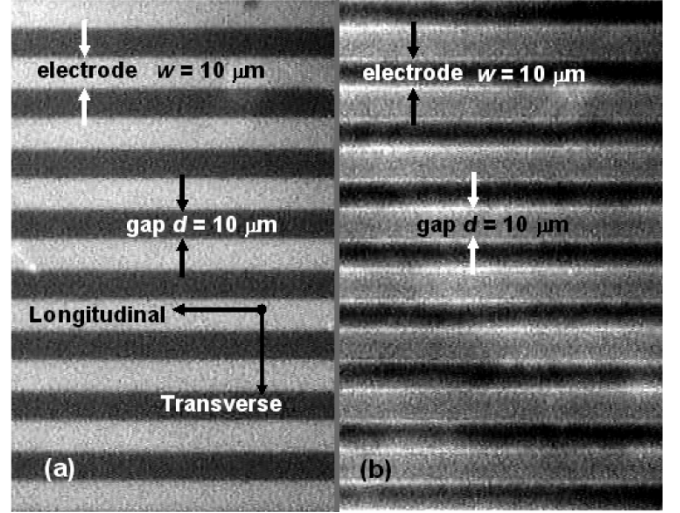 electrode w = 10 μm
gap d = 10 μm
Longitudinal
Transverse
(a)
electrode w = 10 μm
gap d = 10 μm
(b)